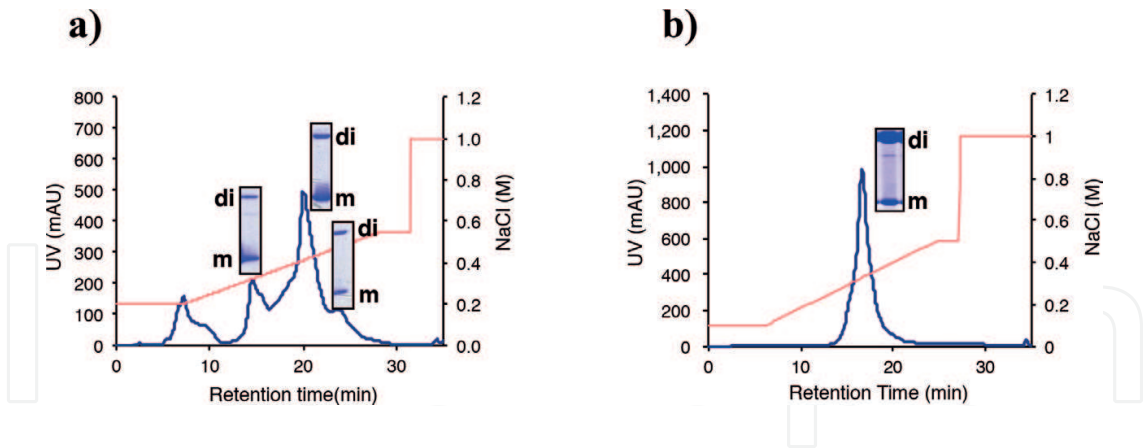 a)
800
700
600
500
400
300
200
100
0
UV (mAU)
1.2
1.0
0.8
0.6
0.4
0.2
0.0
NaCl (M)
0 10 20 30
Retention time(min)
di
m
di
m
di
m
b)
1,400
1,200
1,000
800
600
400
200
0
UV (mAU)
1.2
1
0.8
0.6
0.4
0.2
0
NaCl (M)
0 10 20 30
Retention Time (min)
di
m